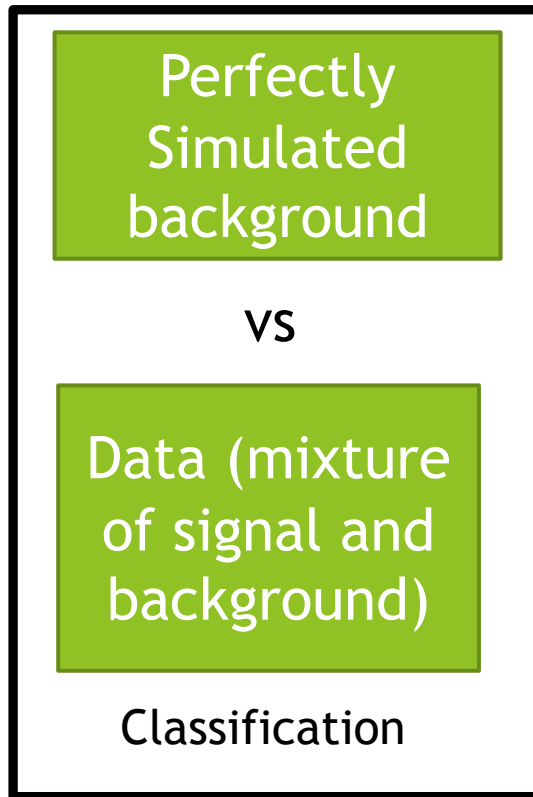 Perfectly
Simulated
background
vs
Data (mixture
of signal and
background)
Classification